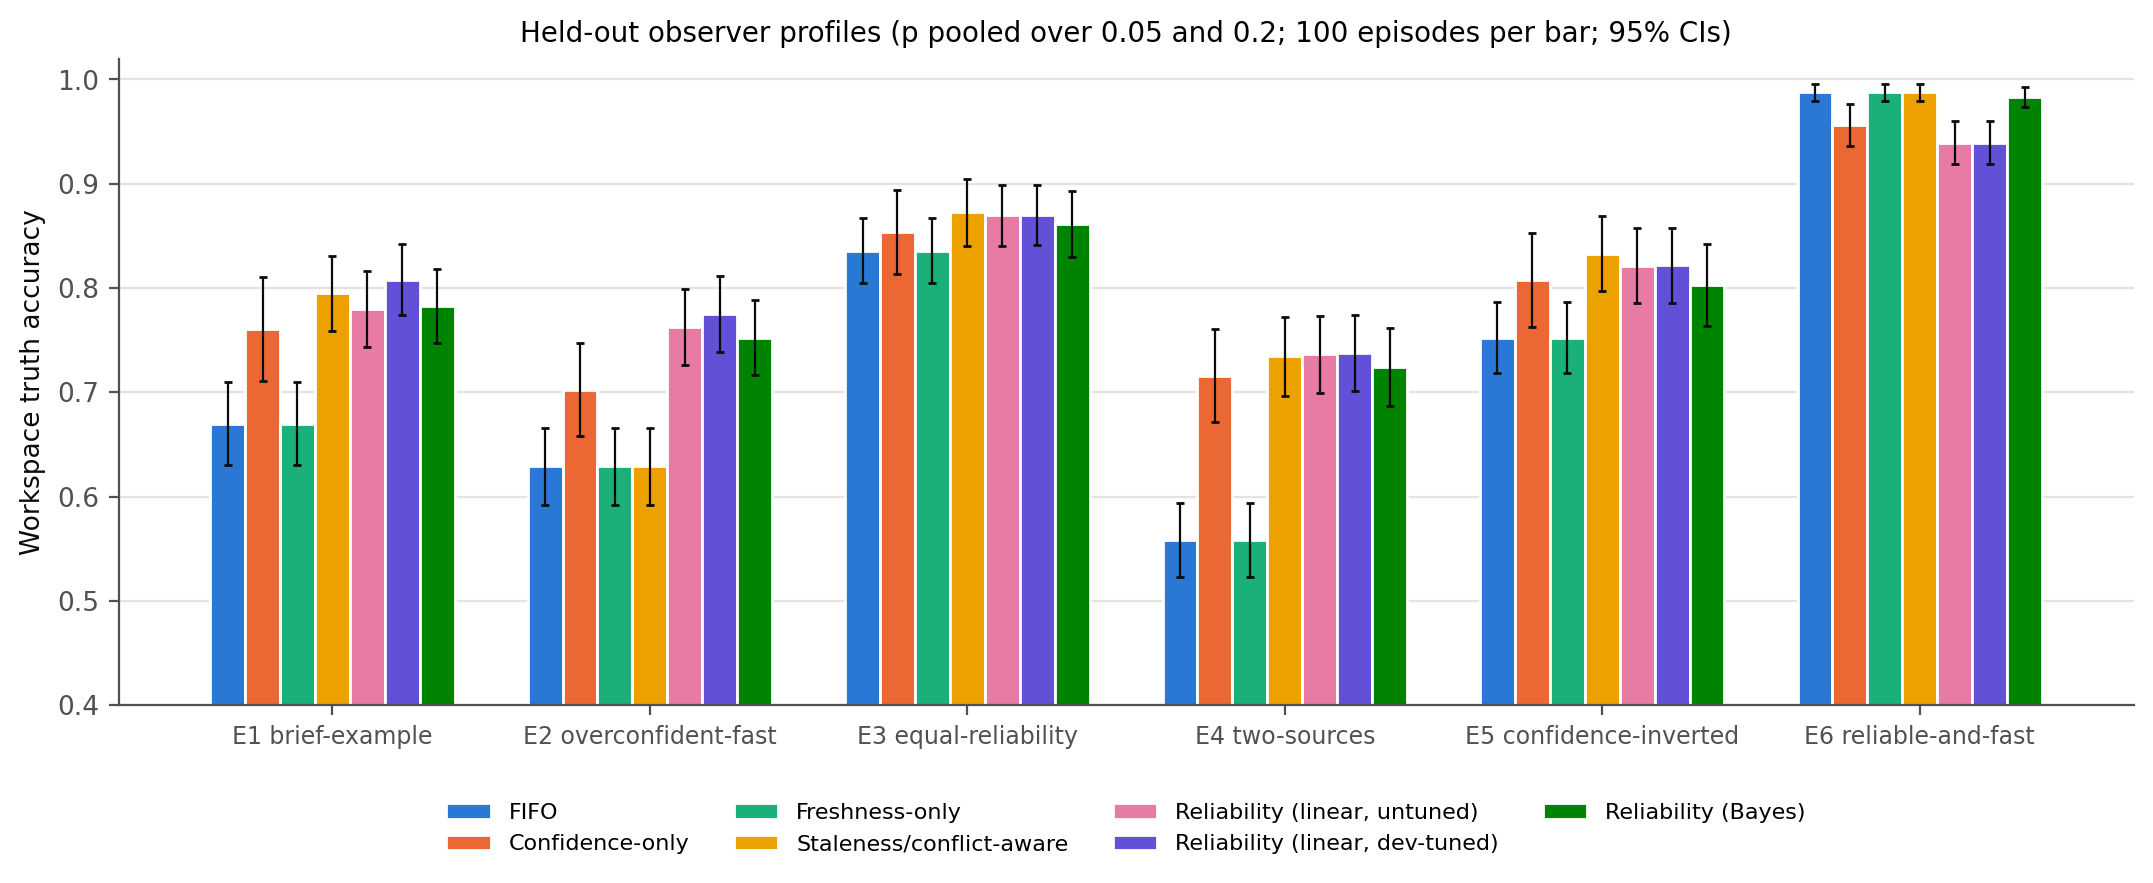 Held-out observer profiles (p pooled over 0.05 and 0.2; 100 episodes per bar; 95% CIs)
Workspace truth accuracy
1.0
0.9
0.8
0.7
0.6
0.5
0.4
E1 brief-example
E2 overconfident-fast
E3 equal-reliability
E4 two-sources
E5 confidence-inverted
E6 reliable-and-fast
FIFO
Confidence-only
Freshness-only
Staleness/conflict-aware
Reliability (linear, untuned)
Reliability (linear, dev-tuned)
Reliability (Bayes)